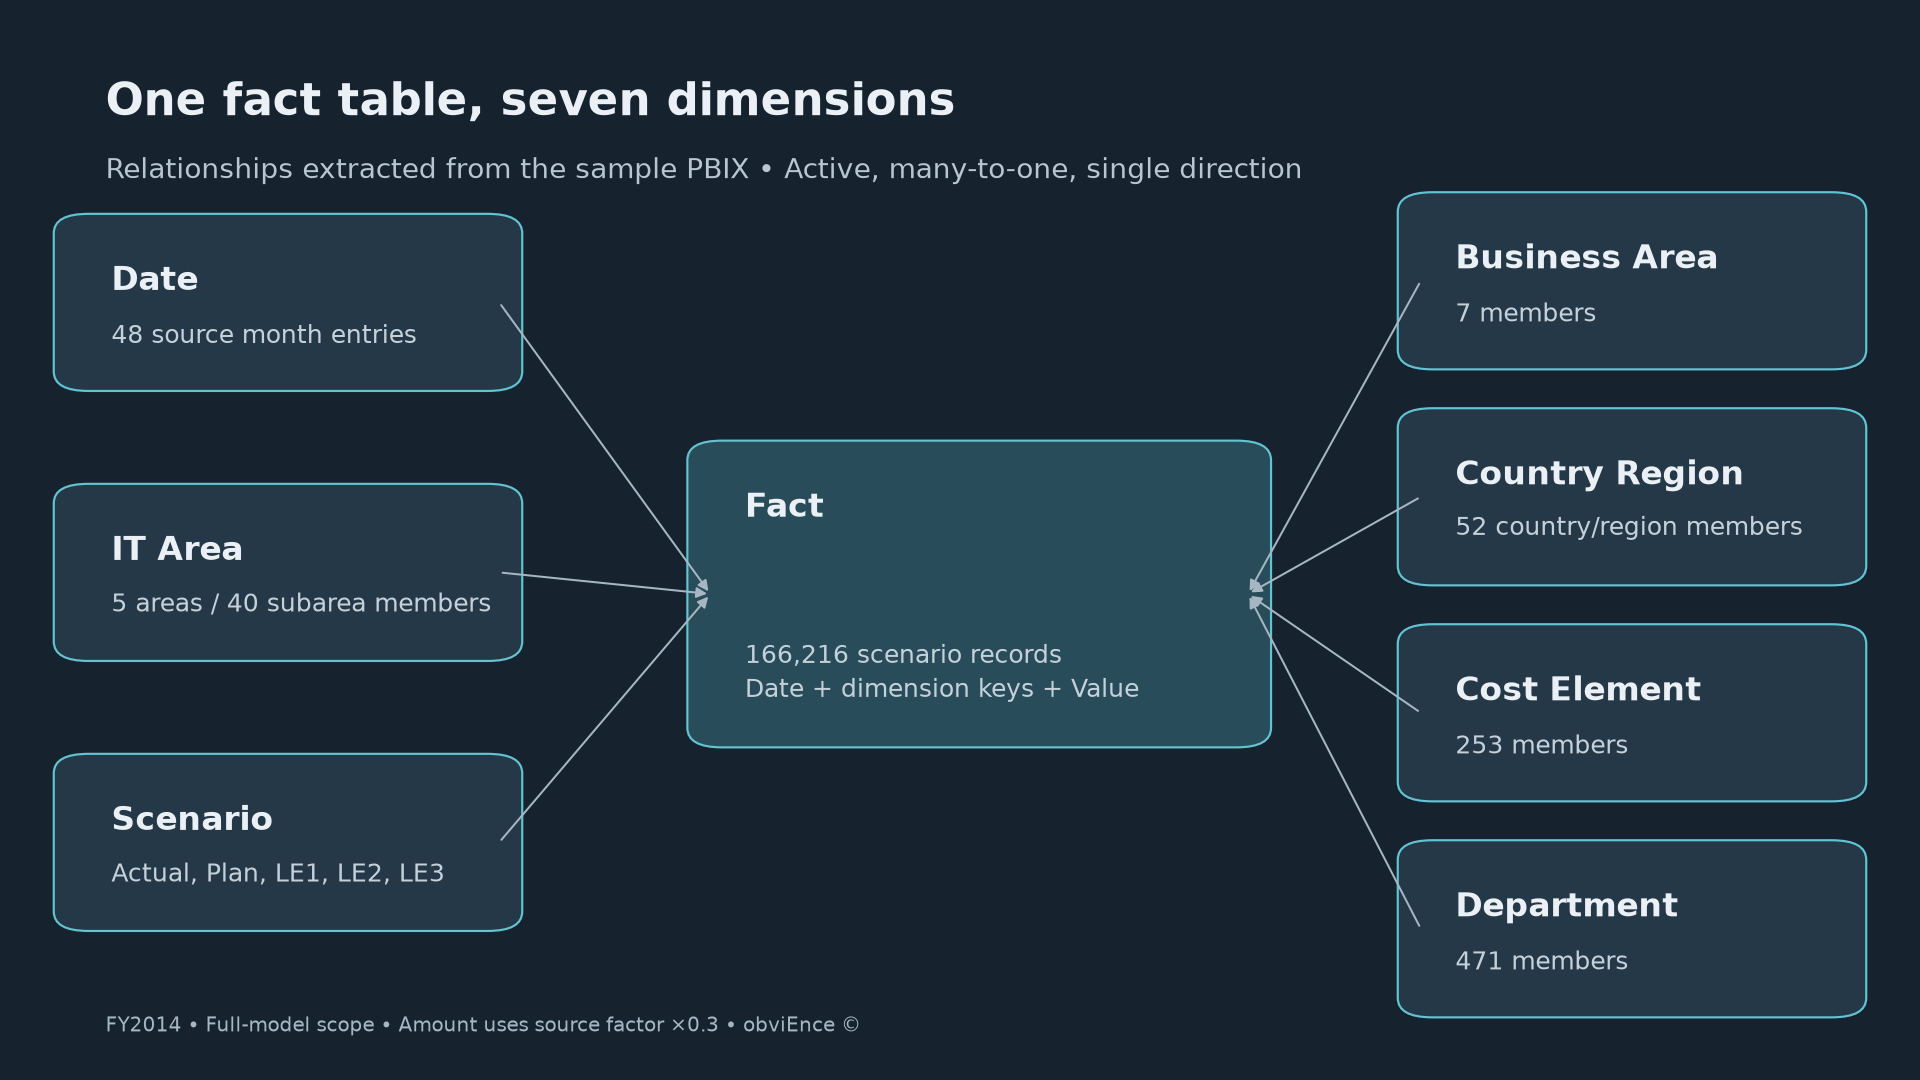 One fact table, seven dimensions
Relationships extracted from the sample PBIX • Active, many-to-one, single direction
Date
48 source month entries
IT Area
5 areas / 40 subarea members
Scenario
Actual, Plan, LE1, LE2, LE3
Fact
166,216 scenario records
Date + dimension keys + Value
Business Area
7 members
Country Region
52 country/region members
Cost Element
253 members
Department
471 members
FY2014 • Full-model scope • Amount uses source factor ×0.3 • obviEnce ©